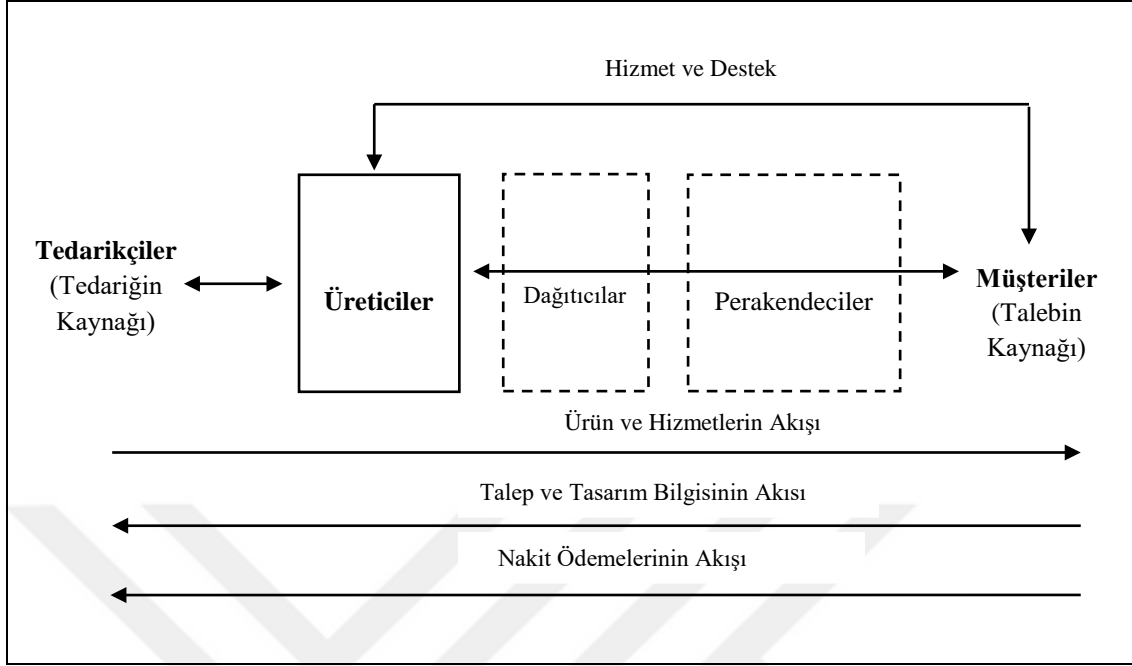 Hizmet ve Destek
Tedarikçiler
(Tedariğin
Kaynağı)
Üreticiler
Dağıtıcılar
Perakendeciler
Müşteriler
(Talebin
Kaynağı)
Ürün ve Hizmetlerin Akışı
Talep ve Tasarım Bilgisinin Akısı
Nakit Ödemelerinin Akışı